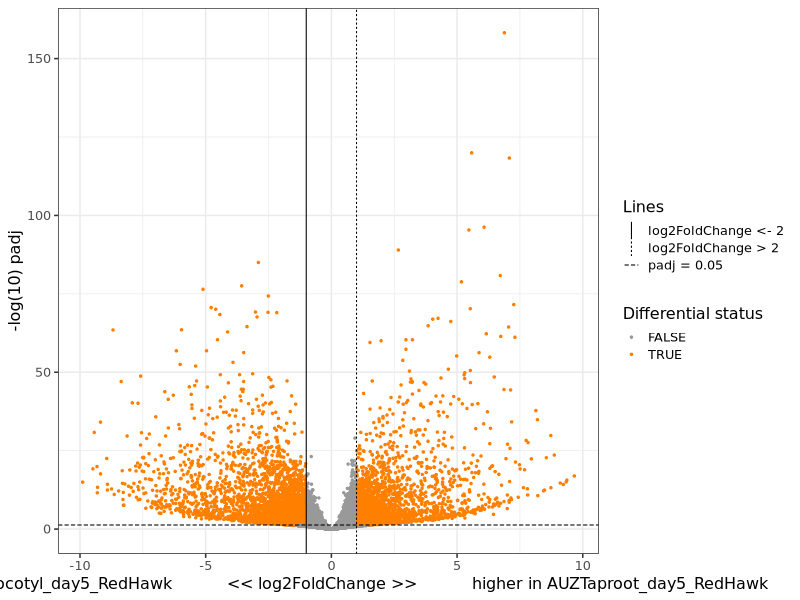 150
100
50
0
-log(10) padj
-10
-5
0
5
10
ocotyl_day5_RedHawk << log2FoldChange >> higher in AUZTaproot_day5_RedHawk
Lines
log2FoldChange <- 2
log2FoldChange > 2
padj = 0.05
Differential status
FALSE
TRUE